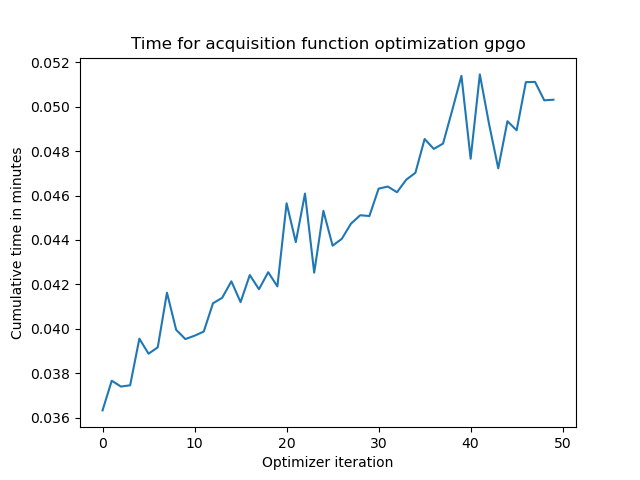 Time for acquisition function optimization gpgo
Cumulative time in minutes
0.052
0.050
0.048
0.046
0.044
0.042
0.040
0.038
0.036
0 10 20 30 40 50
Optimizer iteration